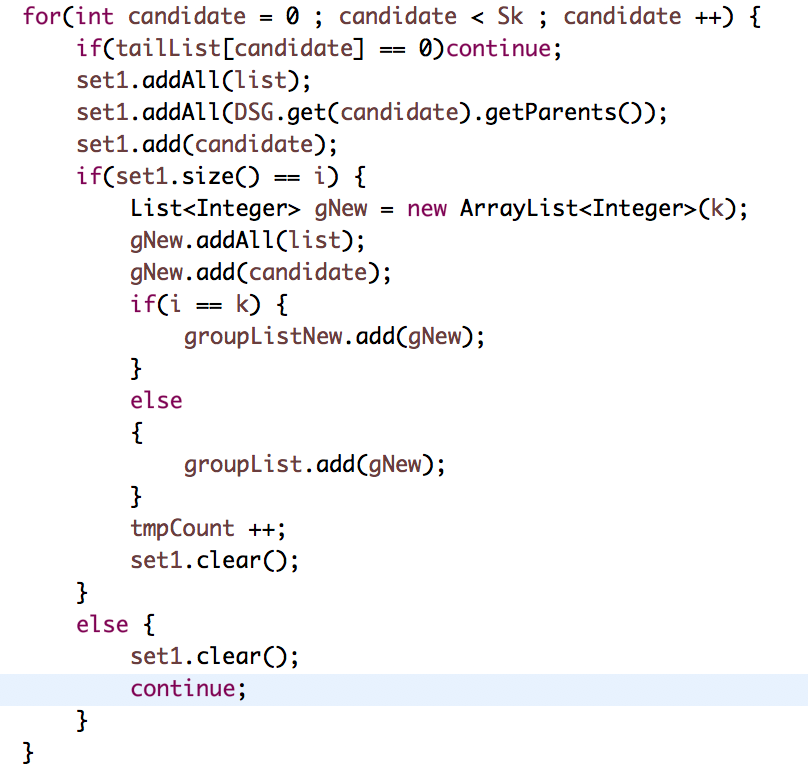 for(int candidate = 0 ; candidate < Sk ; candidate ++) {
if(tailList[candidate] == 0)continue;
set1.addAll(list);
set1.addAll(DSG.get(candidate).getParents());
set1.add(candidate);
if(set1.size() == i) {
List<Integer> gNew = new ArrayList<Integer>(k);
gNew.addAll(list);
gNew.add(candidate);
if(i == k) {
groupListNew.add(gNew);
}
else
{
groupList.add(gNew);
}
tmpCount ++;
set1.clear();
}
else {
set1.clear();
continue;
}
}